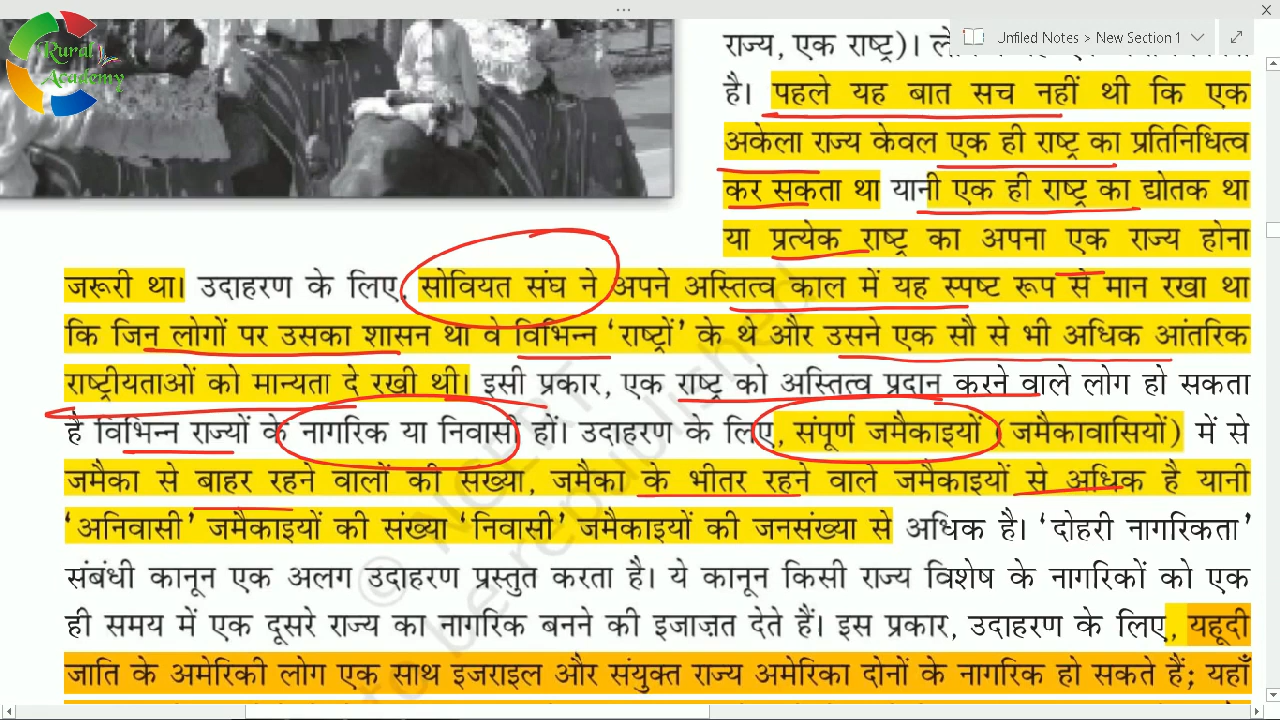 Rural
Academy
...
Unfiled Notes > New Section 1
राज्य, एक राष्ट्र)।
है। पहले यह बात सच नहीं थी कि एक
अकेला राज्य केवल एक ही राष्ट्र का प्रतिनिधित्व
कर सकता था यानी एक ही राष्ट्र का द्योतक था
या प्रत्येक राष्ट्र का अपना एक राज्य होना
जरूरी था। उदाहरण के लिए, सोवियत संघ ने अपने अस्तित्व काल में यह स्पष्ट रूप से मान रखा था
कि जिन लोगों पर उसका शासन था वे विभिन्न ‘राष्ट्रों’ के थे और उसने एक सौ से भी अधिक आंतरिक
राष्ट्रीयताओं को मान्यता दे रखी थी। इसी प्रकार, एक राष्ट्र को अस्तित्व प्रदान करने वाले लोग हो सकता
है विभिन्न राज्यों के नागरिक या निवासी हों। उदाहरण के लिए, संपूर्ण जमैकाइयों (जमैकावासियों) में से
जमैका से बाहर रहने वालों की संख्या, जमैका के भीतर रहने वाले जमैकाइयों से अधिक है यानी
‘अनिवासी’ जमैकाइयों की संख्या ‘निवासी’ जमैकाइयों की जनसंख्या से अधिक है। ‘दोहरी नागरिकता’
संबंधी कानून एक अलग उदाहरण प्रस्तुत करता है। ये कानून किसी राज्य विशेष के नागरिकों को एक
ही समय में एक दूसरे राज्य का नागरिक बनने की इजाज़त देते हैं। इस प्रकार, उदाहरण के लिए, यहूदी
जाति के अमेरिकी लोग एक साथ इजराइल और संयुक्त राज्य अमेरिका दोनों के नागरिक हो सकते हैं; यहाँ
© NCERT
to be republished